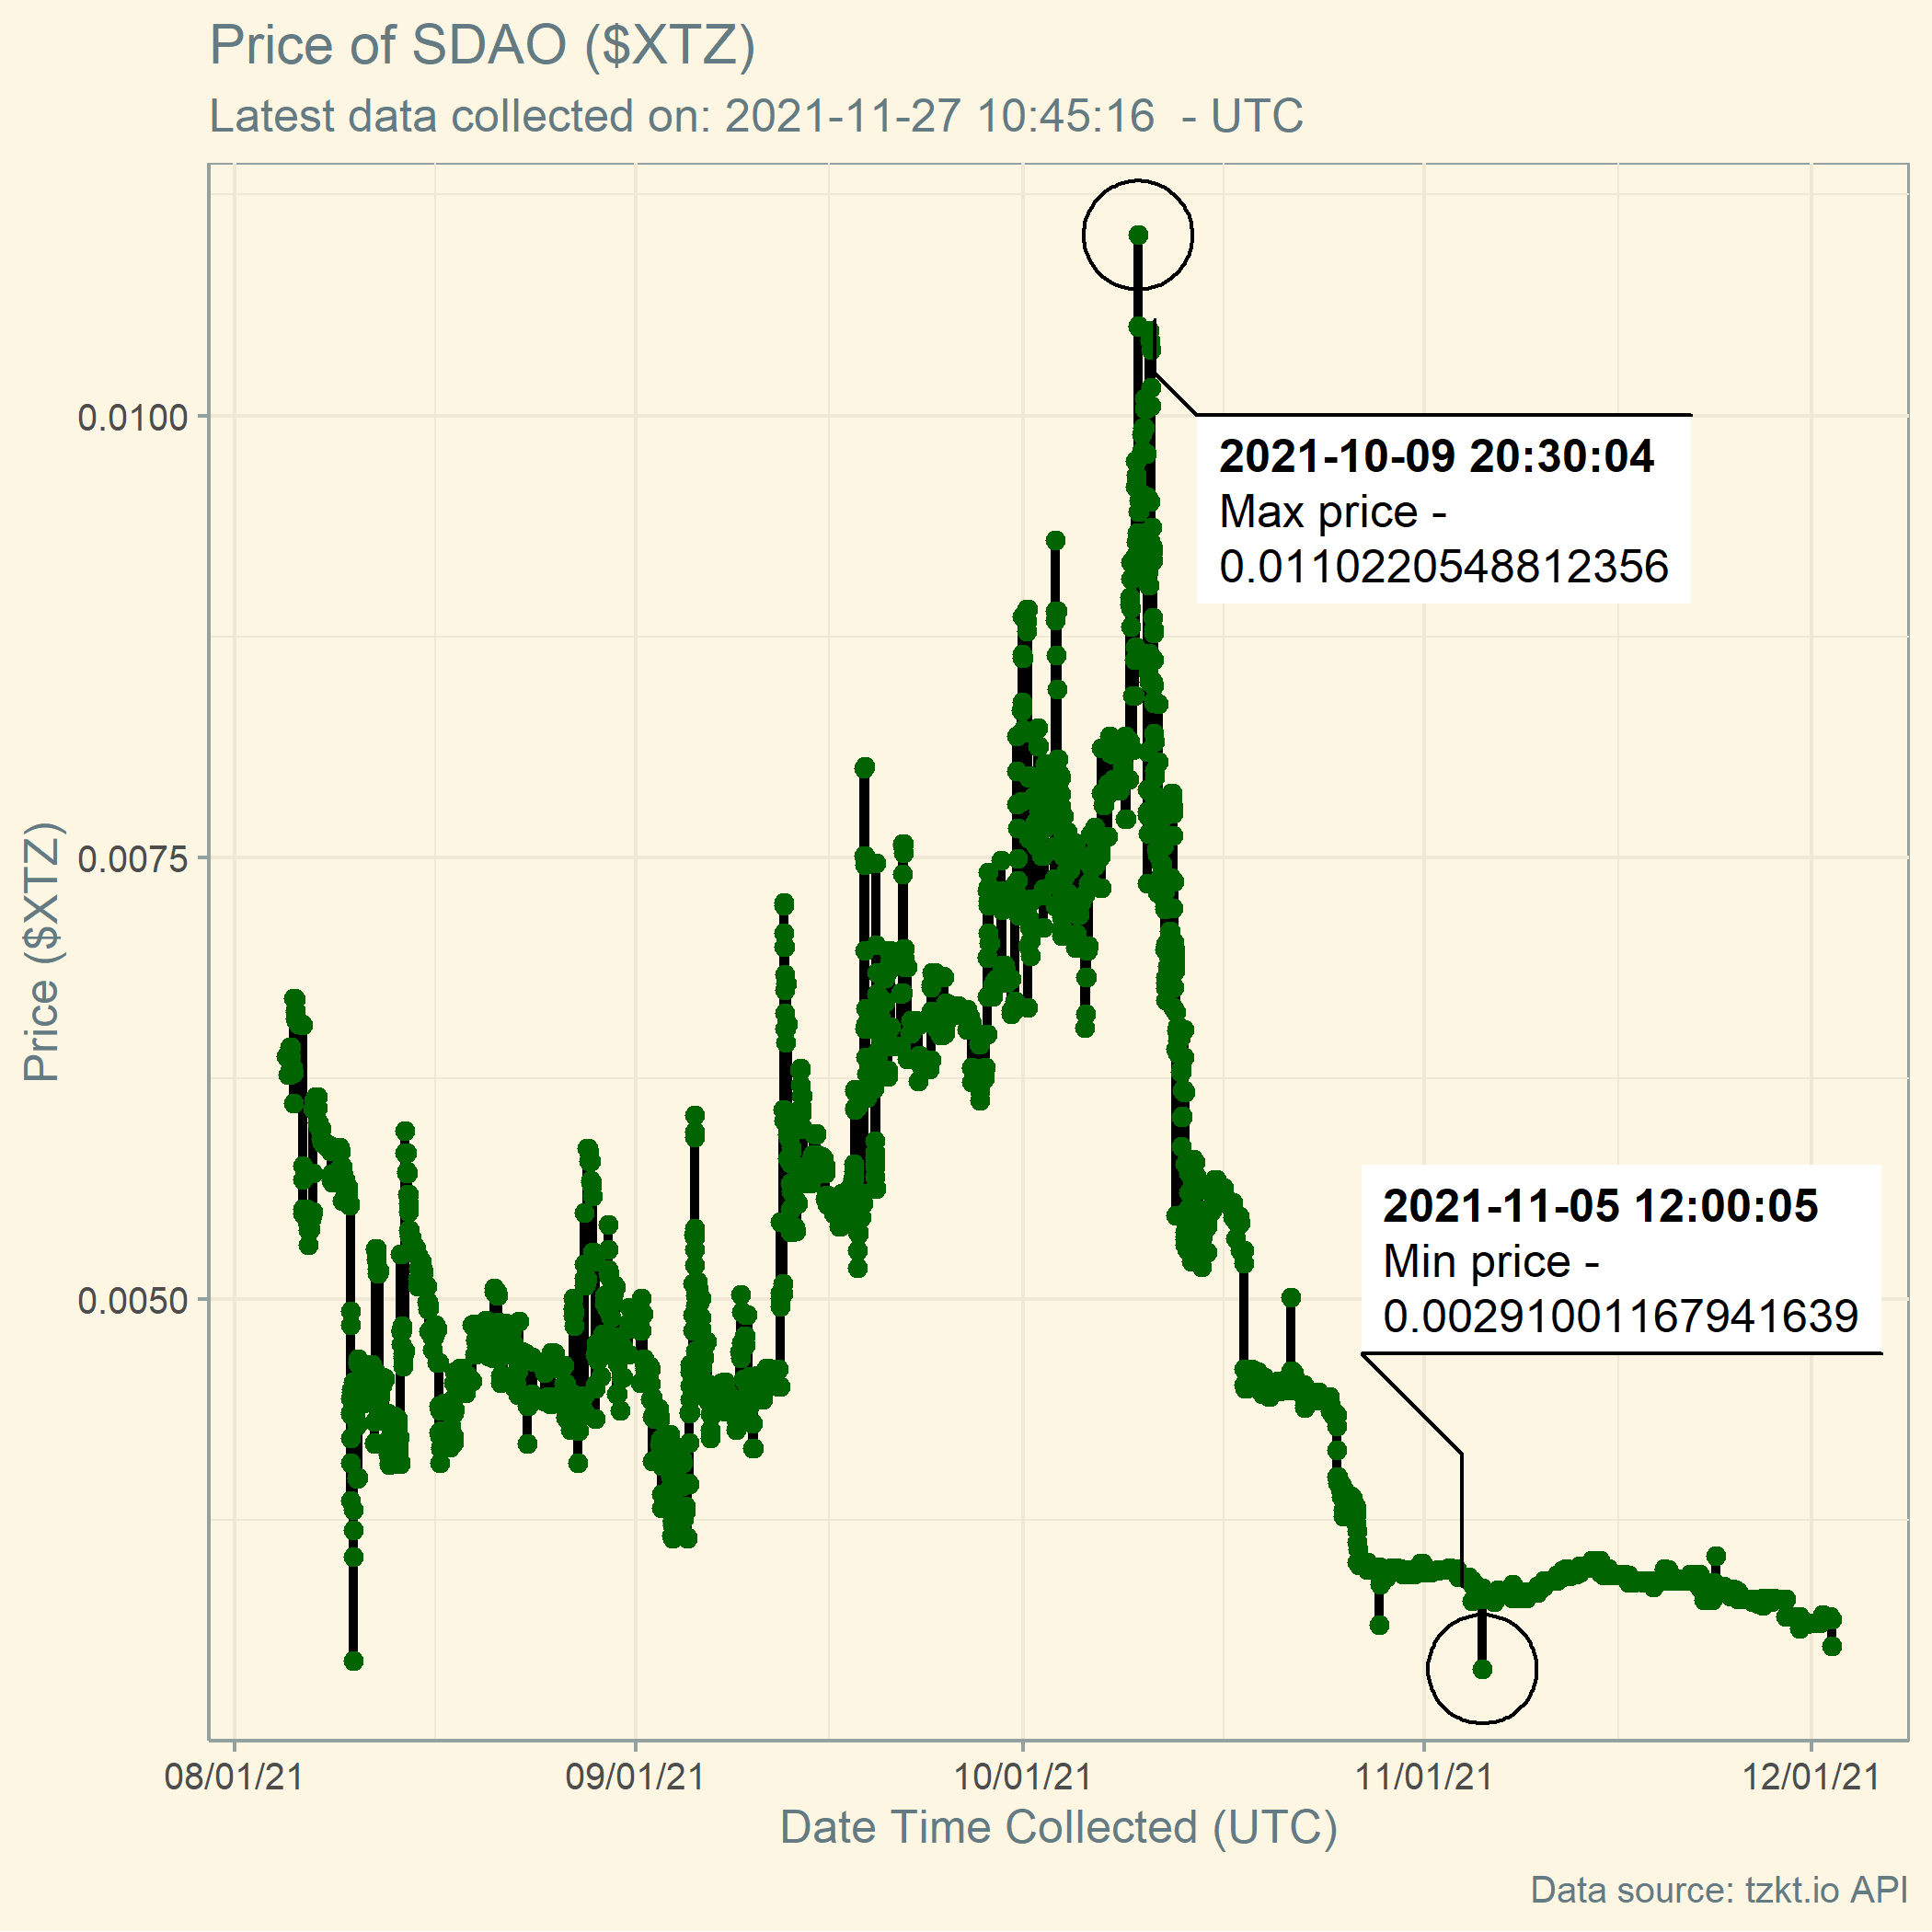 Price of SDAO ($XTZ)
Latest data collected on: 2021-11-27 10:45:16  - UTC
0.0100
0.0075
0.0050
Price ($XTZ)
2021-10-09 20:30:04
Max price -
0.0110220548812356
2021-11-05 12:00:05
Min price -
0.00291001167941639
08/01/21
09/01/21
10/01/21
11/01/21
12/01/21
Date Time Collected (UTC)
Data source: tzkt.io API